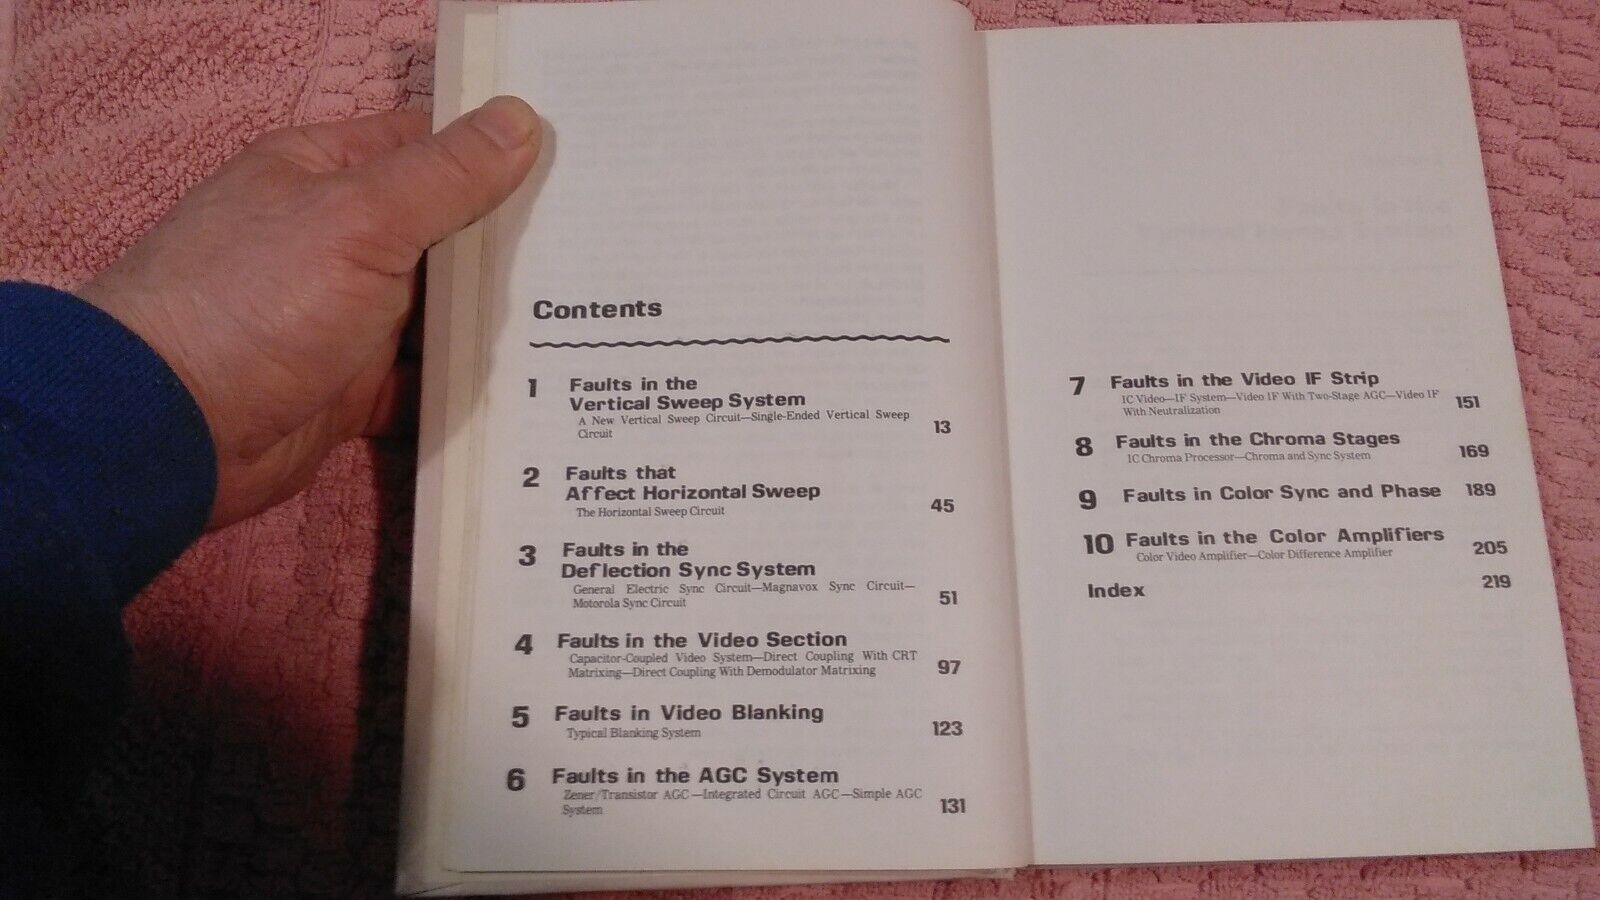 Contents
1 Faults in the
Vertical Sweep System
A New Vertical Sweep Circuit—Single-Ended Vertical Sweep
Circuit 13
2 Faults that
Affect Horizontal Sweep
The Horizontal Sweep Circuit 45
3 Faults in the
Deflection Sync System
General Electric Sync Circuit—Magnavox Sync Circuit—
Motorola Sync Circuit 51
4 Faults in the Video Section
Capacitor-Coupled Video System—Direct Coupling With CRT
Matrixing—Direct Coupling With Demodulator Matrixing 97
5 Faults in Video Blanking
Typical Blanking System 123
6 Faults in the AGC System
Zener/Transistor AGC—Integrated Circuit AGC—Simple AGC
System 131
7 Faults in the Video IF Strip
IC Video—IF System—Video IF With Two-Stage AGC—Video IF
With Neutralization 151
8 Faults in the Chroma Stages
IC Chroma Processor—Chroma and Sync System 169
9 Faults in Color Sync and Phase 189
10 Faults in the Color Amplifiers
Color Video Amplifier—Color Difference Amplifier 205
Index 219